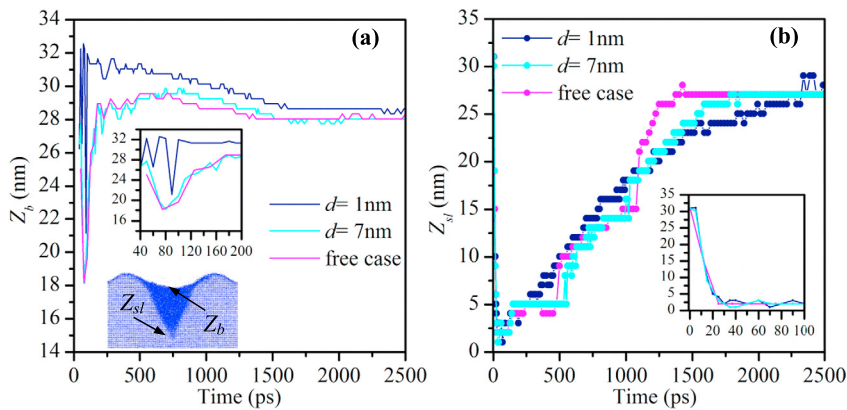 (a)
Z_b (nm)
34
32
30
28
26
24
22
20
18
16
14
0 500 1000 1500 2000 2500
Time (ps)
32
28
24
20
16
40 80 120 160 200
d= 1nm
d= 7nm
free case
Z_sl
Z_b
(b)
Z_sl (nm)
35
30
25
20
15
10
5
0
0 500 1000 1500 2000 2500
Time (ps)
d= 1nm
d= 7nm
free case
35
30
25
20
15
10
5
0
0 20 40 60 80 100